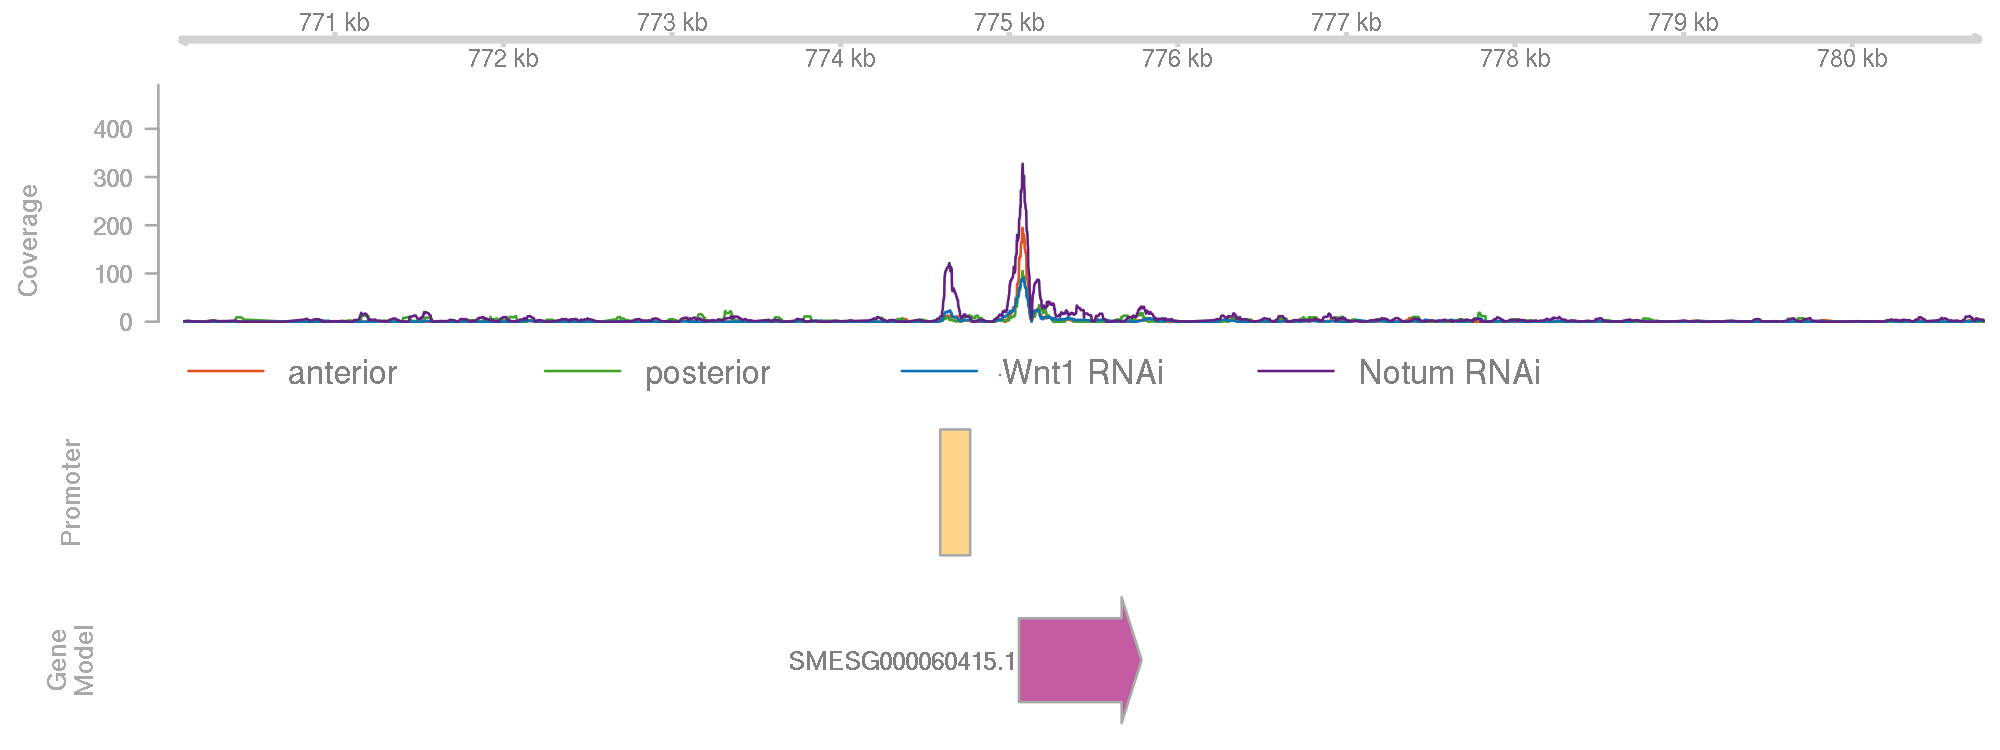 771 kb 773 kb 775 kb 777 kb 779 kb
772 kb 774 kb 776 kb 778 kb 780 kb
Coverage
400
300
200
100
0
anterior posterior Wnt1 RNAi Notum RNAi
Promoter
Gene
Model
SMESG000060415.1